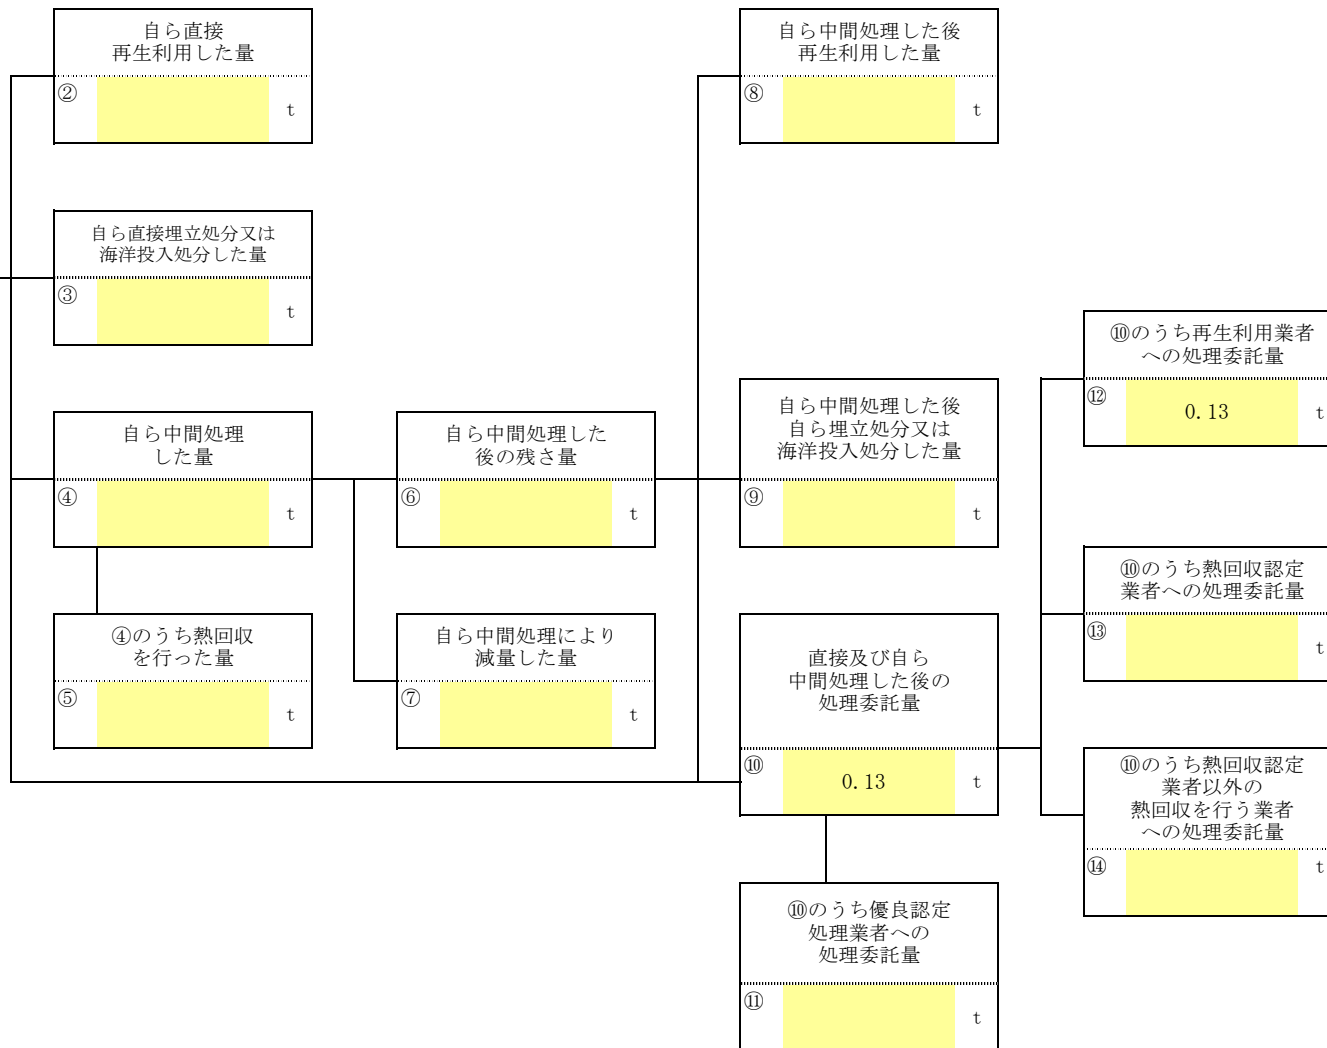 自ら直接
再生利用した量
②
t
自ら中間処理した後
再生利用した量
⑧
t
自ら直接埋立処分又は
海洋投入処分した量
③
t
⑩のうち再生利用業者
への処理委託量
⑫
0.13
t
自ら中間処理
した量
④
t
自ら中間処理した
後の残さ量
⑥
t
自ら中間処理した後
自ら埋立処分又は
海洋投入処分した量
⑨
t
⑩のうち熱回収認定
業者への処理委託量
⑬
t
④のうち熱回収
を行った量
⑤
t
自ら中間処理により
減量した量
⑦
t
直接及び自ら
中間処理した後の
処理委託量
⑩
0.13
t
⑩のうち熱回収認定
業者以外の
熱回収を行う業者
への処理委託量
⑭
t
⑩のうち優良認定
処理業者への
処理委託量
⑪
t